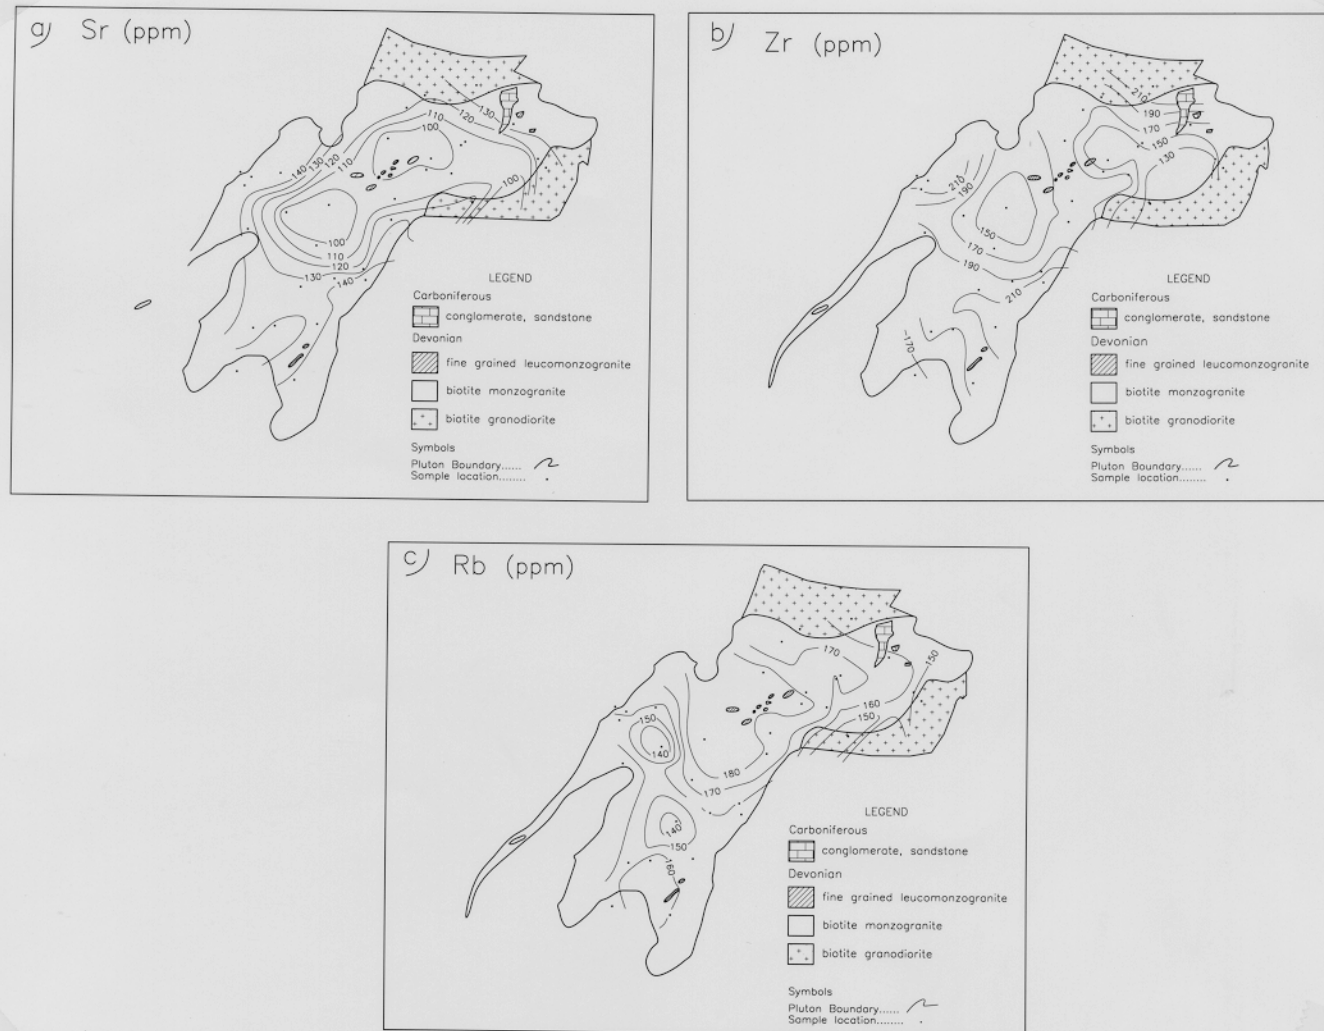 a) Sr (ppm)
130
120
110
100
140
130
120
110
100
100
110
120
130
140
LEGEND
Carboniferous
conglomerate, sandstone
Devonian
fine grained leucomonzogranite
biotite monzogranite
biotite granodiorite
Symbols
Pluton Boundary......
Sample location........
b) Zr (ppm)
210
190
170
150
130
210
190
150
170
190
210
~170
LEGEND
Carboniferous
conglomerate, sandstone
Devonian
fine grained leucomonzogranite
biotite monzogranite
biotite granodiorite
Symbols
Pluton Boundary......
Sample location........
c) Rb (ppm)
170
150
160
150
150
140
180
170
140
150
160
LEGEND
Carboniferous
conglomerate, sandstone
Devonian
fine grained leucomonzogranite
biotite monzogranite
biotite granodiorite
Symbols
Pluton Boundary......
Sample location........